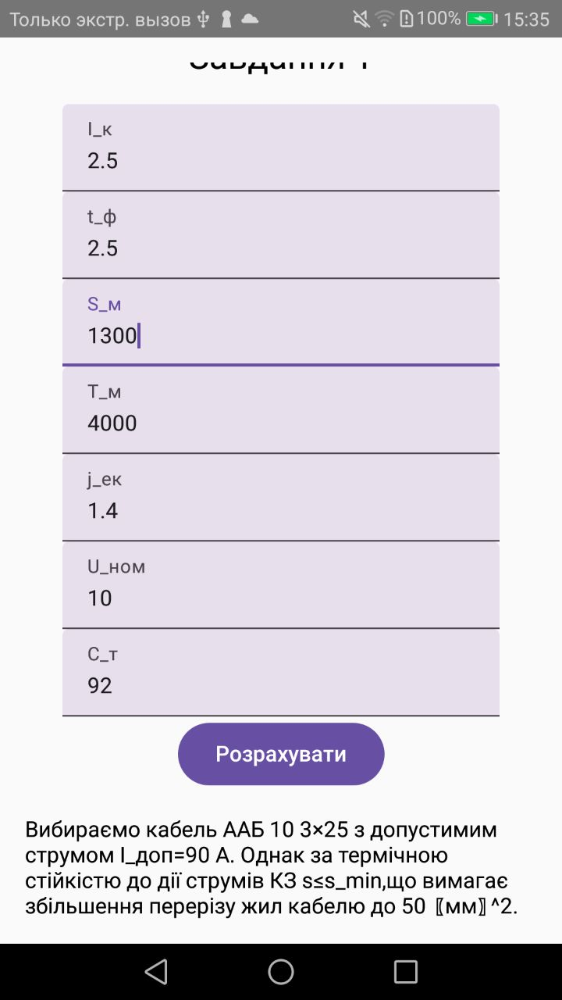 Только экстр. вызов 100% 15:35
Завдання 1
I_к
2.5
t_ф
2.5
S_м
1300
T_м
4000
j_ек
1.4
U_ном
10
C_т
92
Розрахувати
Вибираємо кабель ААБ 10 3×25 з допустимим
струмом I_доп=90 А. Однак за термічною
стійкістю до дії струмів КЗ s≤s_min,що вимагає
збільшення перерізу жил кабелю до 50 〖мм〗^2.